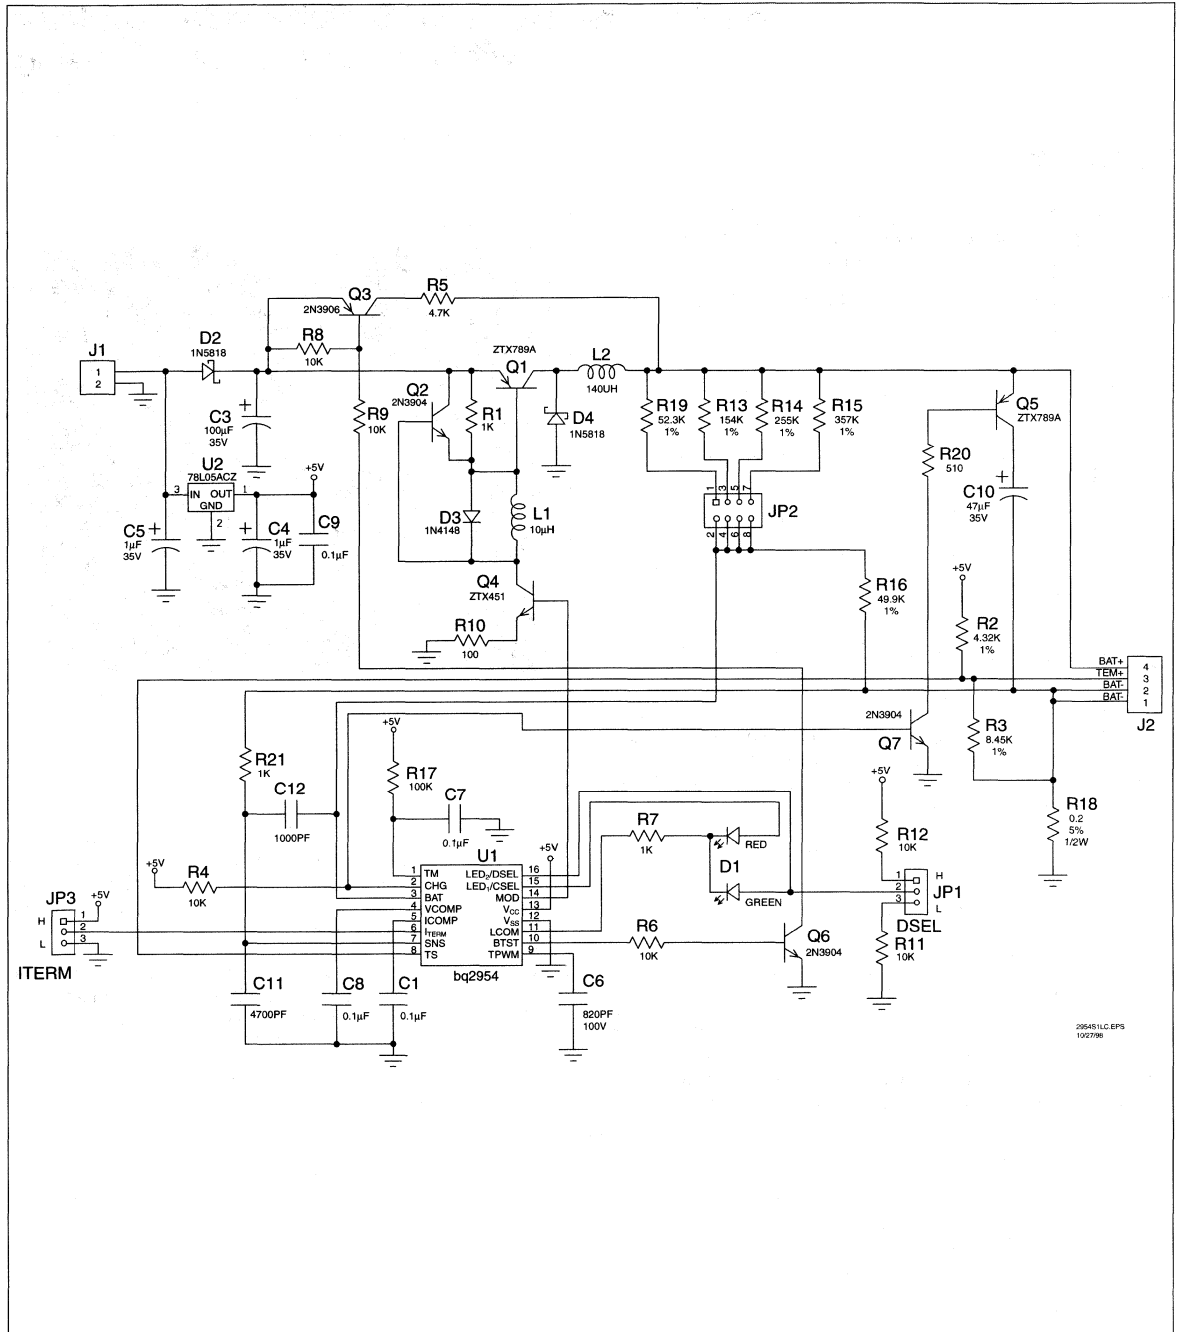 Q3
2N3906
R5
4.7K
J1
1
2
D2
1N5818
R8
10K
ZTX789A
Q1
L2
140UH
C3
100µF
35V
R9
10K
Q2
2N3904
R1
1K
D4
1N5818
R19
52.3K
1%
R13
154K
1%
R14
255K
1%
R15
357K
1%
Q5
ZTX789A
R20
510
C10
47µF
35V
U2
78L05ACZ
+5V
3
IN
OUT
1
GND
2
C5
1µF
35V
C4
1µF
35V
C9
0.1µF
D3
1N4148
L1
10µH
1
3
5
7
JP2
2
4
6
8
Q4
ZTX451
R10
100
R16
49.9K
1%
+5V
R2
4.32K
1%
BAT+
4
TEM+
3
BAT-
2
BAT-
1
J2
2N3904
Q7
R3
8.45K
1%
+5V
R21
1K
R17
100K
C12
1000PF
C7
0.1µF
R7
1K
RED
D1
GREEN
+5V
R12
10K
R18
0.2
5%
1/2W
+5V
R4
10K
U1
+5V
1 TM
2 CHG
3 BAT
4 VCOMP
5 ICOMP
6 ITERM
7 SNS
8 TS
LED2/DSEL 16
LED1/CSEL 15
MOD 14
VCC 13
VSS 12
LCOM 11
BTST 10
TPWM 9
bq2954
JP3
+5V
H
1
2
L
3
ITERM
1
H
2
JP1
3
L
DSEL
R11
10K
R6
10K
Q6
2N3904
C11
4700PF
C8
0.1µF
C1
0.1µF
C6
820PF
100V
2954S1LC.EPS
10/27/98